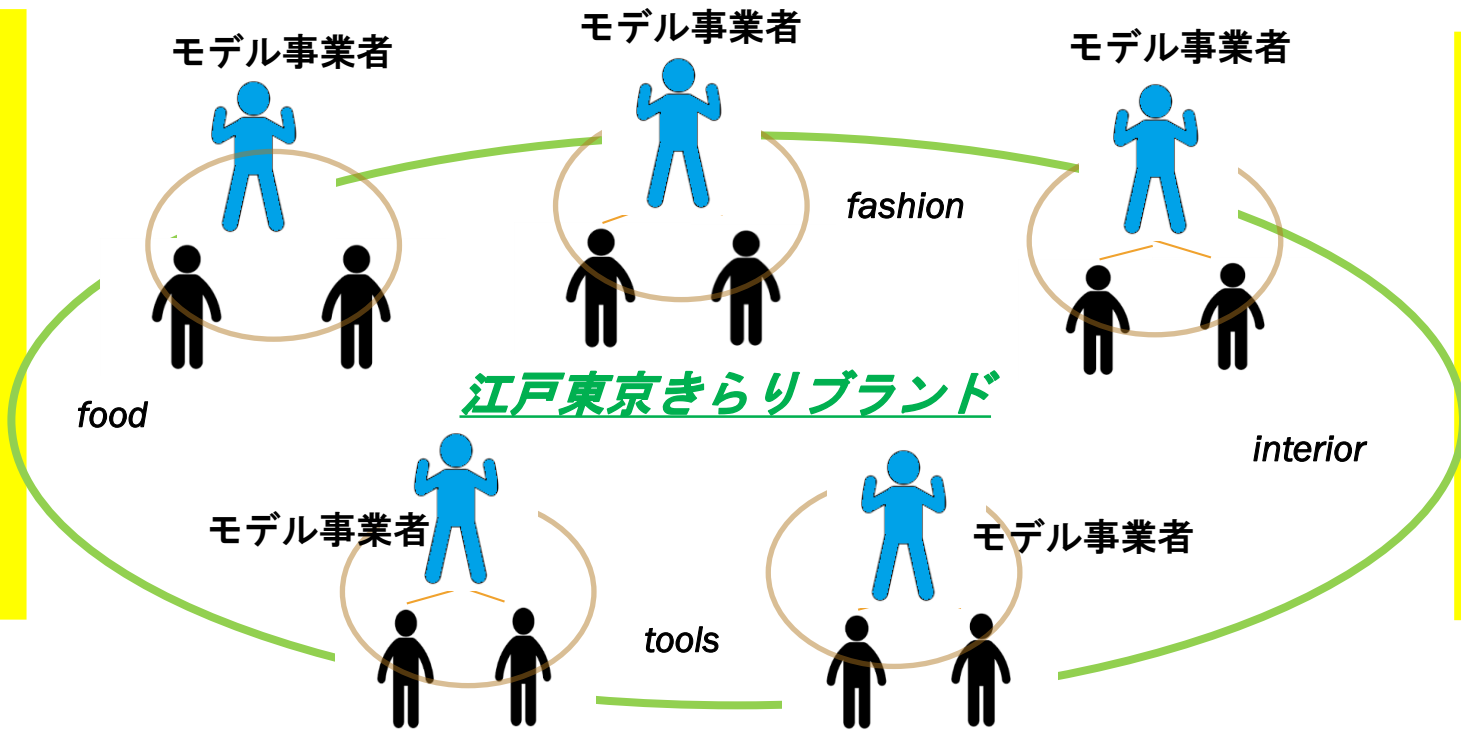 モデル事業者
モデル事業者
モデル事業者
fashion
江戸東京きらりブランド
food
interior
モデル事業者
モデル事業者
tools